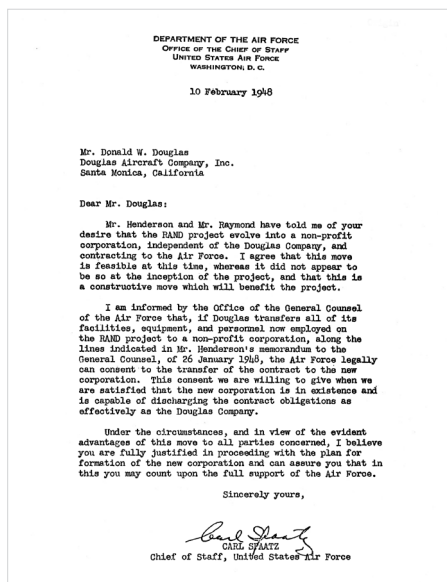 DEPARTMENT OF THE AIR FORCE
OFFICE OF THE CHIEF OF STAFF
UNITED STATES AIR FORCE
WASHINGTON, D. C.
10 February 1948
Mr. Donald W. Douglas
Douglas Aircraft Company, Inc.
Santa Monica, California
Dear Mr. Douglas:
Mr. Henderson and Mr. Raymond have told me of your
desire that the RAND project evolve into a non-profit
corporation, independent of the Douglas Company, and
contracting to the Air Force. I agree that this move
is feasible at this time, whereas it did not appear to
be so at the inception of the project, and that this is
a constructive move which will benefit the project.
I am informed by the Office of the General Counsel
of the Air Force that, if Douglas transfers all of its
facilities, equipment, and personnel now employed on
the RAND project to a non-profit corporation, along the
lines indicated in Mr. Henderson's memorandum to the
General Counsel, of 26 January 1948, the Air Force legally
can consent to the transfer of the contract to the new
corporation. This consent we are willing to give when we
are satisfied that the new corporation is in existence and
is capable of discharging the contract obligations as
effectively as the Douglas Company.
Under the circumstances, and in view of the evident
advantages of this move to all parties concerned, I believe
you are fully justified in proceeding with the plan for
formation of the new corporation and can assure you that in
this you may count upon the full support of the Air Force.
Sincerely yours,
Carl Spaatz
CARL SPAATZ
Chief of Staff, United States Air Force